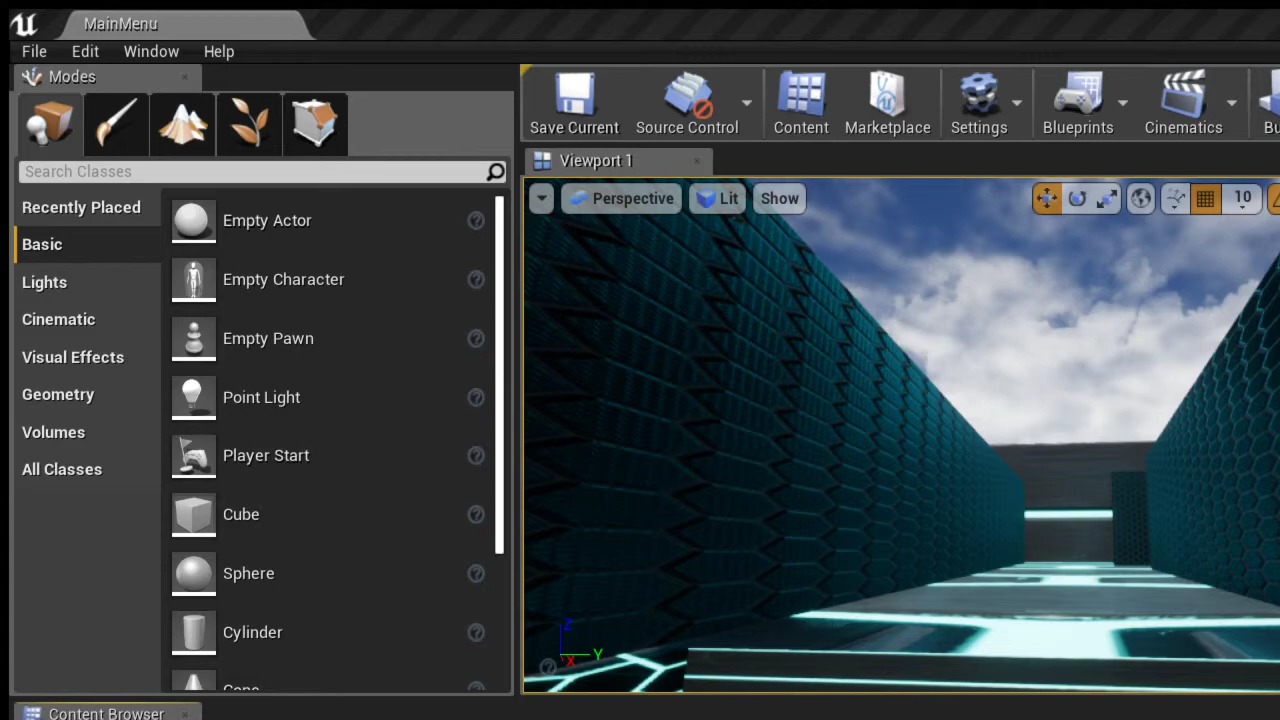 MainMenu
File Edit Window Help
Modes
Save Current Source Control Content Marketplace Settings Blueprints Cinematics
Search Classes
Viewport 1
Perspective Lit Show 10
Recently Placed
Basic
Lights
Cinematic
Visual Effects
Geometry
Volumes
All Classes
Empty Actor
Empty Character
Empty Pawn
Point Light
Player Start
Cube
Sphere
Cylinder
Cone
Z
Y
X
Content Browser